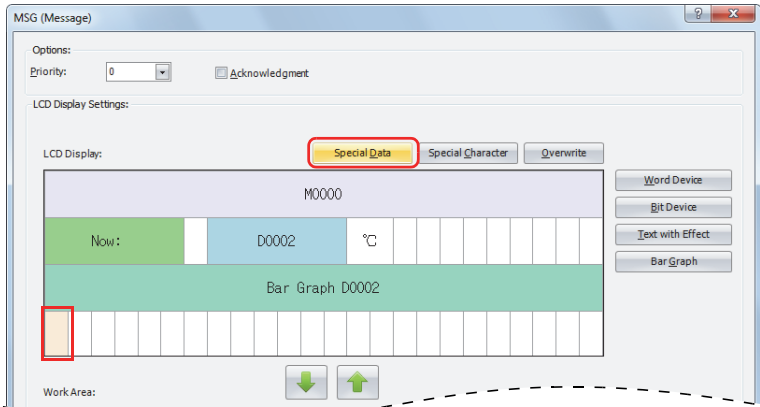 MSG (Message)
Options:
Priority: 0 Acknowledgment
LCD Display Settings:
LCD Display: Special Data Special Character Overwrite
M0000 Word Device
Bit Device
Now: D0002 ℃ Text with Effect
Bar Graph
Bar Graph D0002
Work Area: